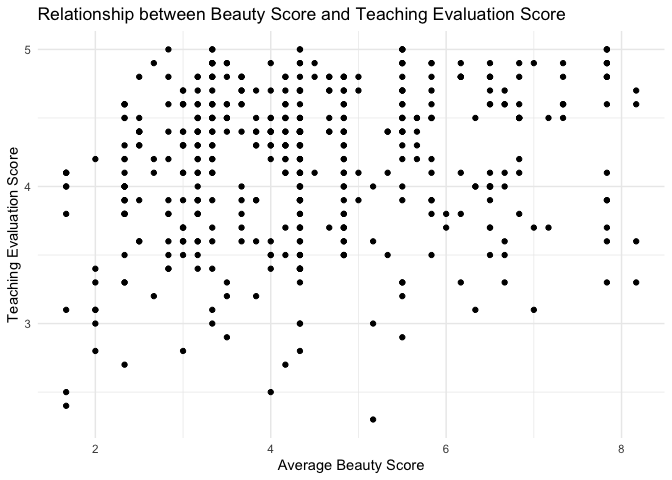 Relationship between Beauty Score and Teaching Evaluation Score
5
4
3
Teaching Evaluation Score
2 4 6 8
Average Beauty Score